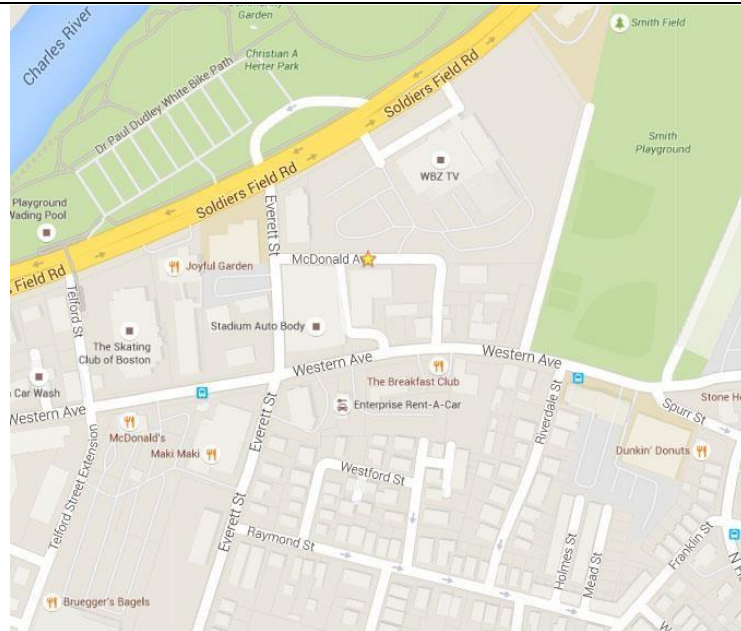 Garden
Smith Field
Christian A
Herter Park
Charles River
Dr Paul Dudley White Bike Path
Soldiers Field Rd
Smith
Playground
WBZ TV
Playground
Wading Pool
Soldiers Field Rd
Everett St
McDonald A
Joyful Garden
s Field Rd
Telford St
Stadium Auto Body
The Skating
Club of Boston
Western Ave
Western Ave
The Breakfast Club
Car Wash
Enterprise Rent-A-Car
Riverdale St
Stone
Western Ave
Spurr St
McDonald's
Everett St
Maki Maki
Dunkin' Donuts
Westford St
Telford Street Extension
Franklin St
Raymond St
Holmes St
Mead St
Bruegger's Bagels